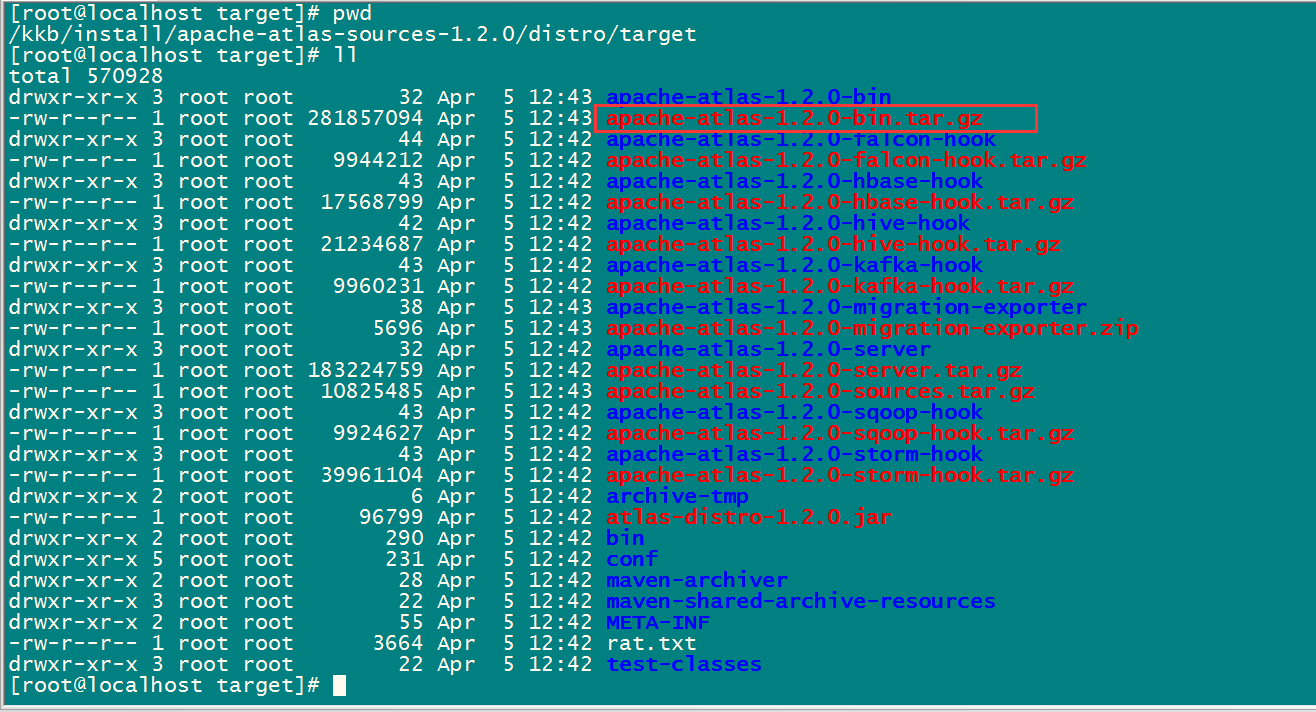 [root@localhost target]# pwd
/kkb/install/apache-atlas-sources-1.2.0/distro/target
[root@localhost target]# ll
total 570928
drwxr-xr-x 3 root root        32 Apr  5 12:43 apache-atlas-1.2.0-bin
-rw-r--r-- 1 root root 281857094 Apr  5 12:43 apache-atlas-1.2.0-bin.tar.gz
drwxr-xr-x 3 root root        44 Apr  5 12:42 apache-atlas-1.2.0-falcon-hook
-rw-r--r-- 1 root root   9944212 Apr  5 12:42 apache-atlas-1.2.0-falcon-hook.tar.gz
drwxr-xr-x 3 root root        43 Apr  5 12:42 apache-atlas-1.2.0-hbase-hook
-rw-r--r-- 1 root root  17568799 Apr  5 12:42 apache-atlas-1.2.0-hbase-hook.tar.gz
drwxr-xr-x 3 root root        42 Apr  5 12:42 apache-atlas-1.2.0-hive-hook
-rw-r--r-- 1 root root  21234687 Apr  5 12:42 apache-atlas-1.2.0-hive-hook.tar.gz
drwxr-xr-x 3 root root        43 Apr  5 12:42 apache-atlas-1.2.0-kafka-hook
-rw-r--r-- 1 root root   9960231 Apr  5 12:42 apache-atlas-1.2.0-kafka-hook.tar.gz
drwxr-xr-x 3 root root        38 Apr  5 12:43 apache-atlas-1.2.0-migration-exporter
-rw-r--r-- 1 root root      5696 Apr  5 12:43 apache-atlas-1.2.0-migration-exporter.zip
drwxr-xr-x 3 root root        32 Apr  5 12:42 apache-atlas-1.2.0-server
-rw-r--r-- 1 root root 183224759 Apr  5 12:42 apache-atlas-1.2.0-server.tar.gz
-rw-r--r-- 1 root root  10825485 Apr  5 12:43 apache-atlas-1.2.0-sources.tar.gz
drwxr-xr-x 3 root root        43 Apr  5 12:42 apache-atlas-1.2.0-sqoop-hook
-rw-r--r-- 1 root root   9924627 Apr  5 12:42 apache-atlas-1.2.0-sqoop-hook.tar.gz
drwxr-xr-x 3 root root        43 Apr  5 12:42 apache-atlas-1.2.0-storm-hook
-rw-r--r-- 1 root root  39961104 Apr  5 12:42 apache-atlas-1.2.0-storm-hook.tar.gz
drwxr-xr-x 2 root root         6 Apr  5 12:42 archive-tmp
-rw-r--r-- 1 root root     96799 Apr  5 12:42 atlas-distro-1.2.0.jar
drwxr-xr-x 2 root root       290 Apr  5 12:42 bin
drwxr-xr-x 5 root root       231 Apr  5 12:42 conf
drwxr-xr-x 2 root root        28 Apr  5 12:42 maven-archiver
drwxr-xr-x 3 root root        22 Apr  5 12:42 maven-shared-archive-resources
drwxr-xr-x 2 root root        55 Apr  5 12:42 META-INF
-rw-r--r-- 1 root root      3664 Apr  5 12:42 rat.txt
drwxr-xr-x 3 root root        22 Apr  5 12:42 test-classes
[root@localhost target]#